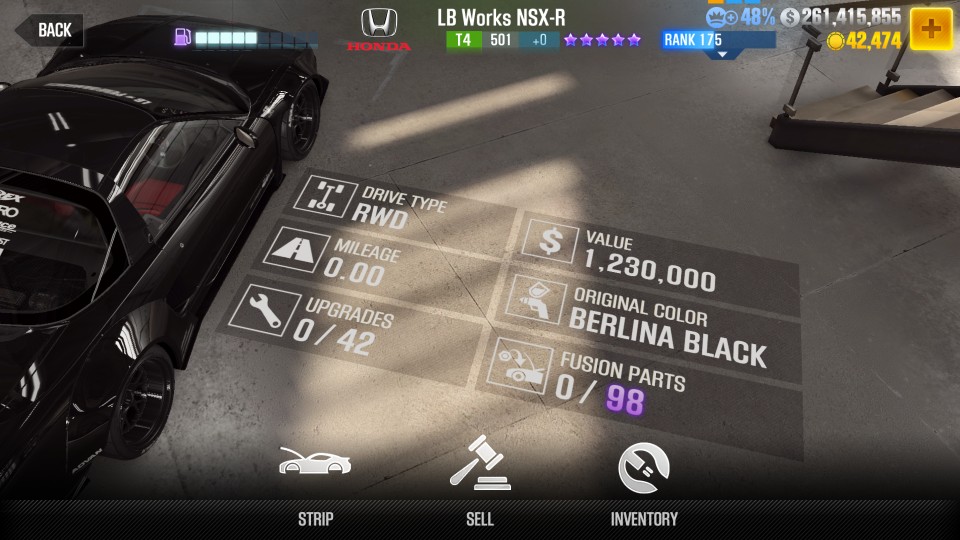 BACK
HONDA
LB Works NSX-R
T4 501 +0
RANK 175
48%
261,415,855
42,474
DRIVE TYPE
RWD
MILEAGE
0.00
UPGRADES
0 / 42
VALUE
1,230,000
ORIGINAL COLOR
BERLINA BLACK
FUSION PARTS
0 / 98
ADVAN
STRIP
SELL
INVENTORY